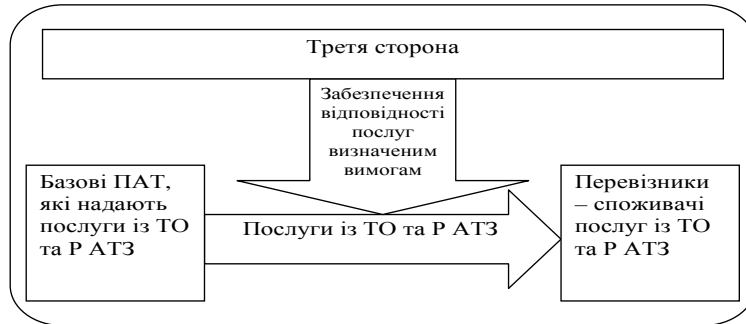 Третя сторона
Забезпечення
відповідності
послуг
визначеним
вимогам
Базові ПАТ,
які надають
послуги із ТО
та Р АТЗ
Послуги із ТО та Р АТЗ
Перевізники
– споживачі
послуг із ТО
та Р АТЗ